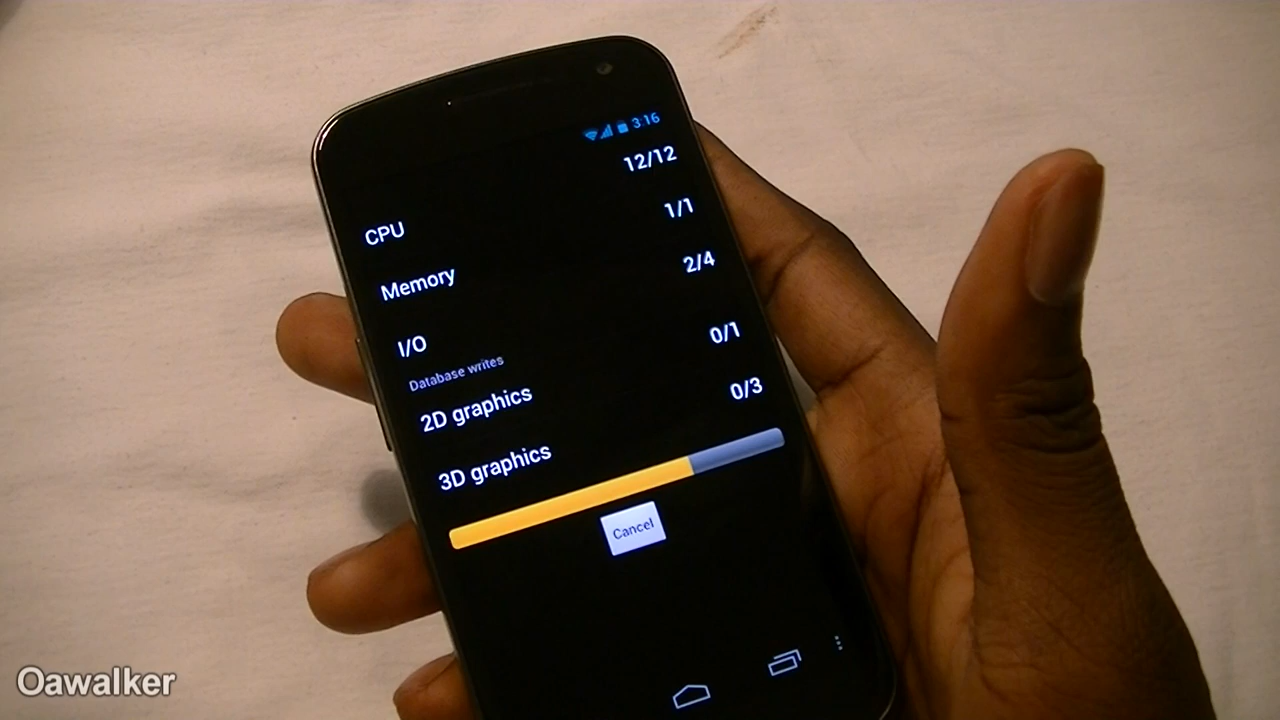 3:16
12/12
CPU 1/1
Memory 2/4
I/O 0/1
Database writes
2D graphics 0/3
3D graphics
Cancel
Oawalker